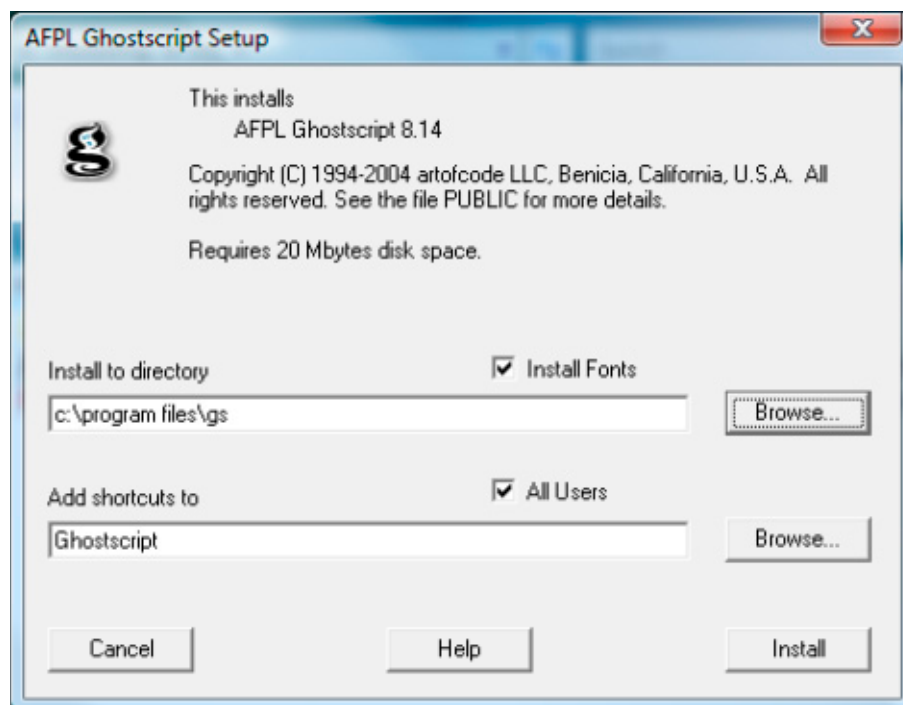 AFPL Ghostscript Setup
This installs
AFPL Ghostscript 8.14
Copyright (C) 1994-2004 artofcode LLC, Benicia, California, U.S.A. All
rights reserved. See the file PUBLIC for more details.
Requires 20 Mbytes disk space.
Install to directory
Install Fonts
c:\program files\gs
Browse...
Add shortcuts to
All Users
Ghostscript
Browse...
Cancel
Help
Install